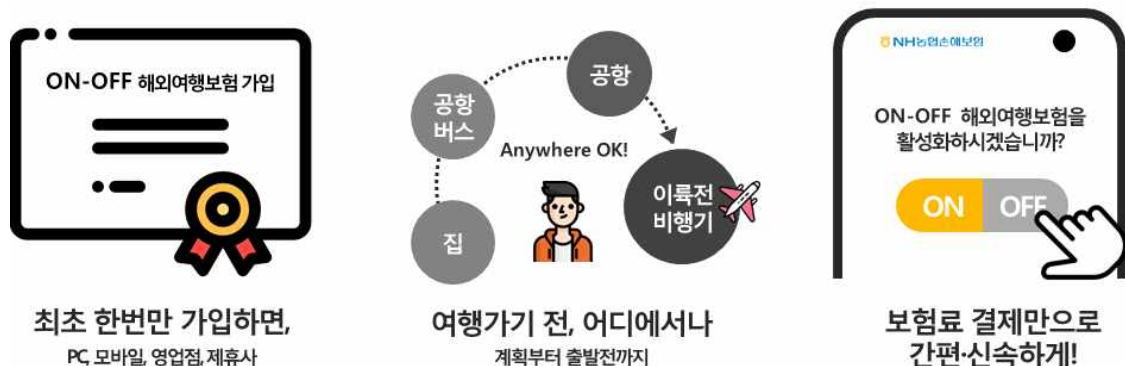 ON-OFF 해외여행보험 가입
최초 한번만 가입하면,
PC, 모바일, 영업점, 제휴사
공항
공항
버스
Anywhere OK!
이륙전
비행기
집
여행가기 전, 어디에서나
계획부터 출발전까지
NH농협손해보험
ON-OFF 해외여행보험을
활성화하시겠습니까?
ON OFF
보험료 결제만으로
간편·신속하게!